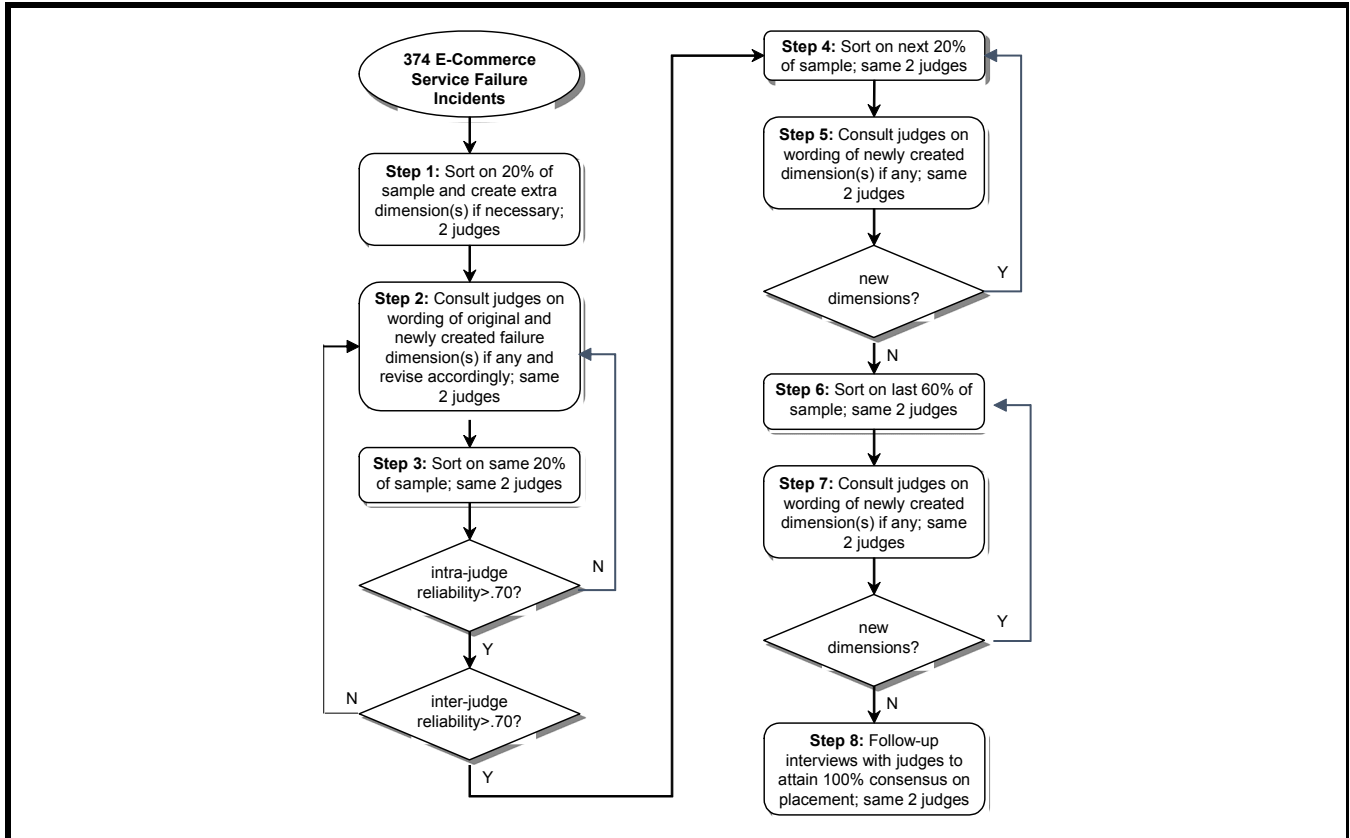 374 E-Commerce
Service Failure
Incidents
Step 1: Sort on 20% of
sample and create extra
dimension(s) if necessary;
2 judges
Step 2: Consult judges on
wording of original and
newly created failure
dimension(s) if any and
revise accordingly; same
2 judges
Step 3: Sort on same 20%
of sample; same 2 judges
intra-judge
reliability>.70?
N
Y
inter-judge
reliability>.70?
N
Y
Step 4: Sort on next 20%
of sample; same 2 judges
Step 5: Consult judges on
wording of newly created
dimension(s) if any; same
2 judges
new
dimensions?
Y
N
Step 6: Sort on last 60% of
sample; same 2 judges
Step 7: Consult judges on
wording of newly created
dimension(s) if any; same
2 judges
new
dimensions?
Y
N
Step 8: Follow-up
interviews with judges to
attain 100% consensus on
placement; same 2 judges